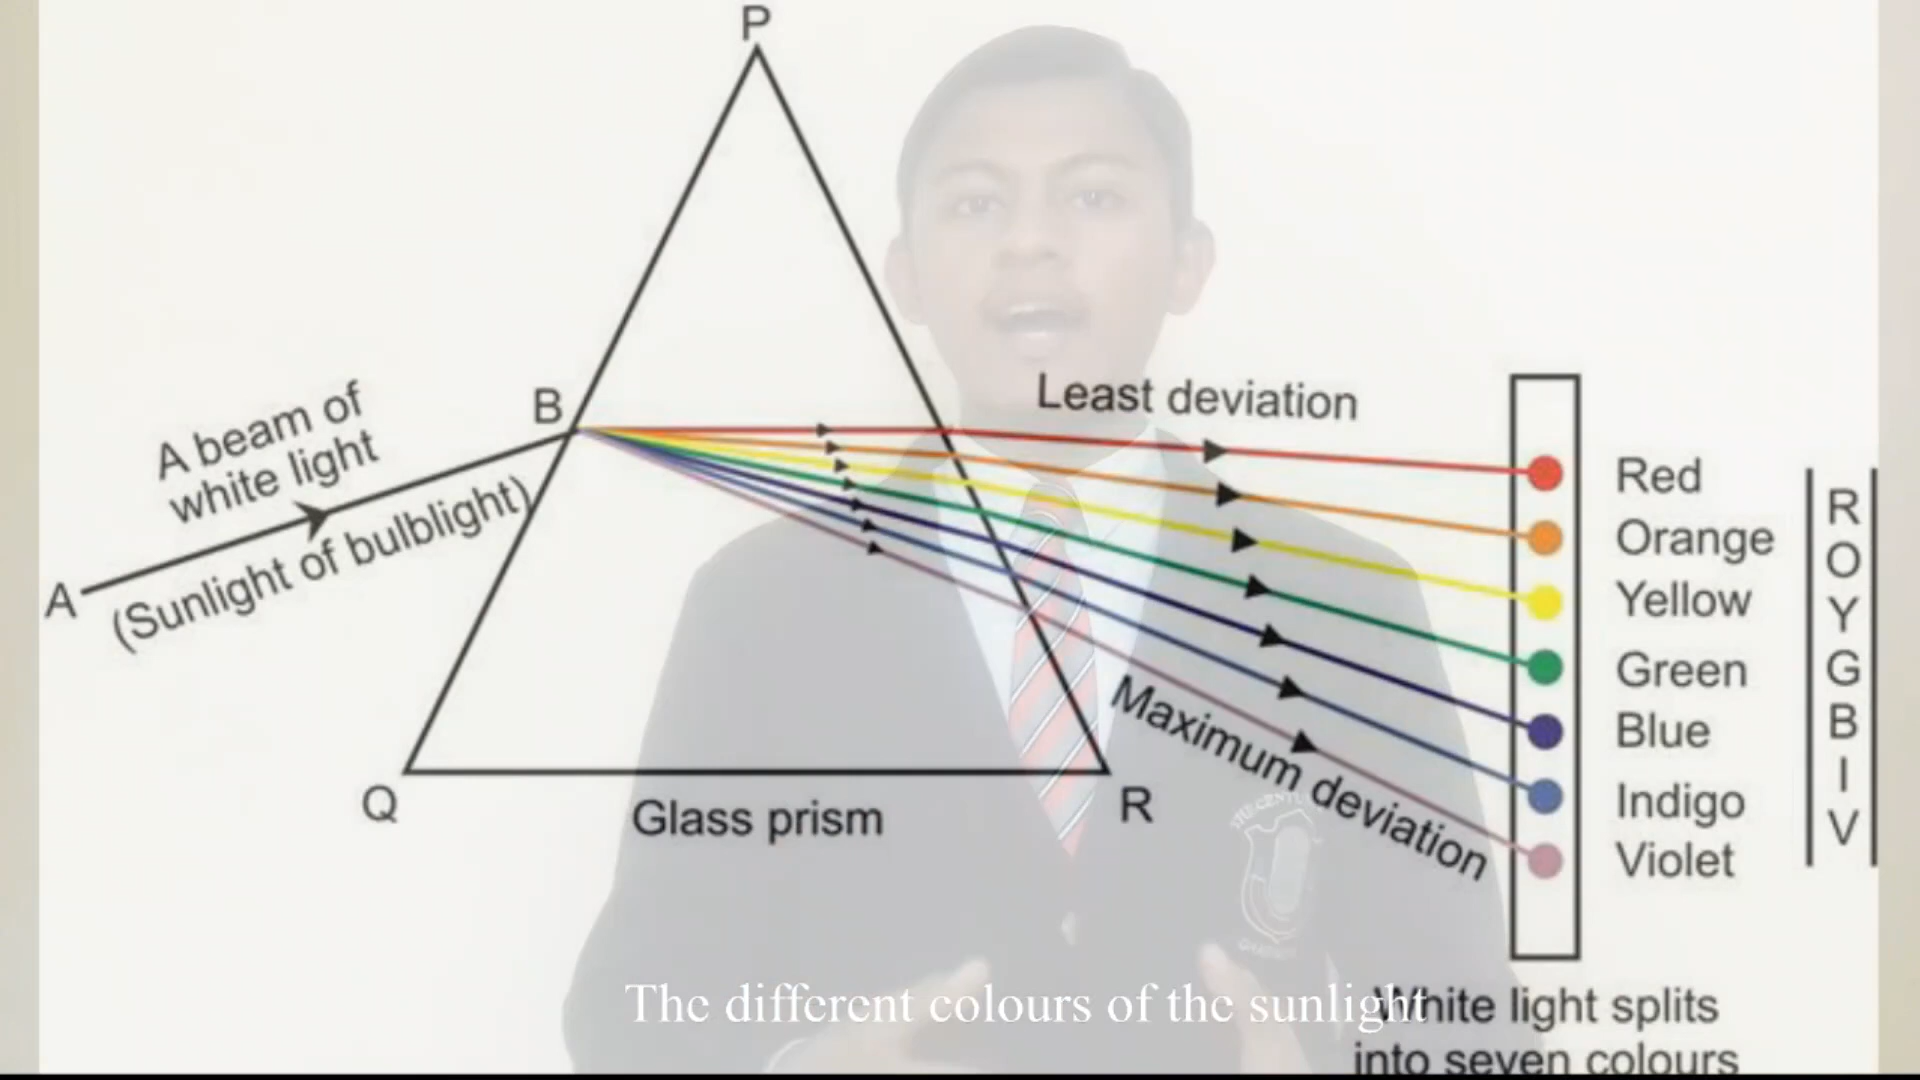 P
B
A beam of
white light
(Sunlight of bulblight)
A
Q
R
Glass prism
Least deviation
Maximum deviation
Red
Orange
Yellow
Green
Blue
Indigo
Violet
R
O
Y
G
B
I
V
The different colours of the sunlight
White light splits
into seven colours